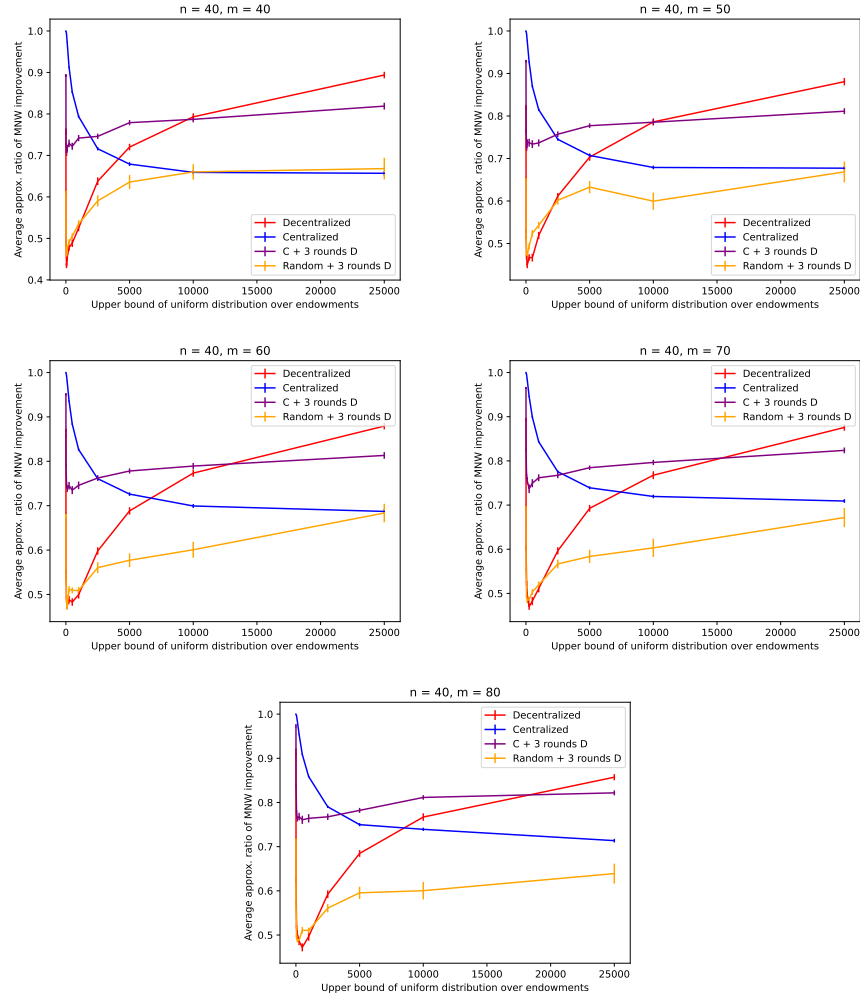 n = 40, m = 40
Average approx. ratio of MNW improvement
1.0
0.9
0.8
0.7
0.6
0.5
0.4
Decentralized
Centralized
C + 3 rounds D
Random + 3 rounds D
0 5000 10000 15000 20000 25000
Upper bound of uniform distribution over endowments
n = 40, m = 50
Average approx. ratio of MNW improvement
1.0
0.9
0.8
0.7
0.6
0.5
Decentralized
Centralized
C + 3 rounds D
Random + 3 rounds D
0 5000 10000 15000 20000 25000
Upper bound of uniform distribution over endowments
n = 40, m = 60
Average approx. ratio of MNW improvement
1.0
0.9
0.8
0.7
0.6
0.5
Decentralized
Centralized
C + 3 rounds D
Random + 3 rounds D
0 5000 10000 15000 20000 25000
Upper bound of uniform distribution over endowments
n = 40, m = 70
Average approx. ratio of MNW improvement
1.0
0.9
0.8
0.7
0.6
0.5
Decentralized
Centralized
C + 3 rounds D
Random + 3 rounds D
0 5000 10000 15000 20000 25000
Upper bound of uniform distribution over endowments
n = 40, m = 80
Average approx. ratio of MNW improvement
1.0
0.9
0.8
0.7
0.6
0.5
Decentralized
Centralized
C + 3 rounds D
Random + 3 rounds D
0 5000 10000 15000 20000 25000
Upper bound of uniform distribution over endowments